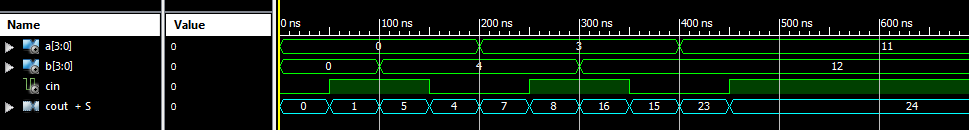 Name Value 0 ns 100 ns 200 ns 300 ns 400 ns 500 ns 600 ns
a[3:0] 0 0 3 11
b[3:0] 0 0 4 12
cin 0
cout + S 0 0 1 5 4 7 8 16 15 23 24